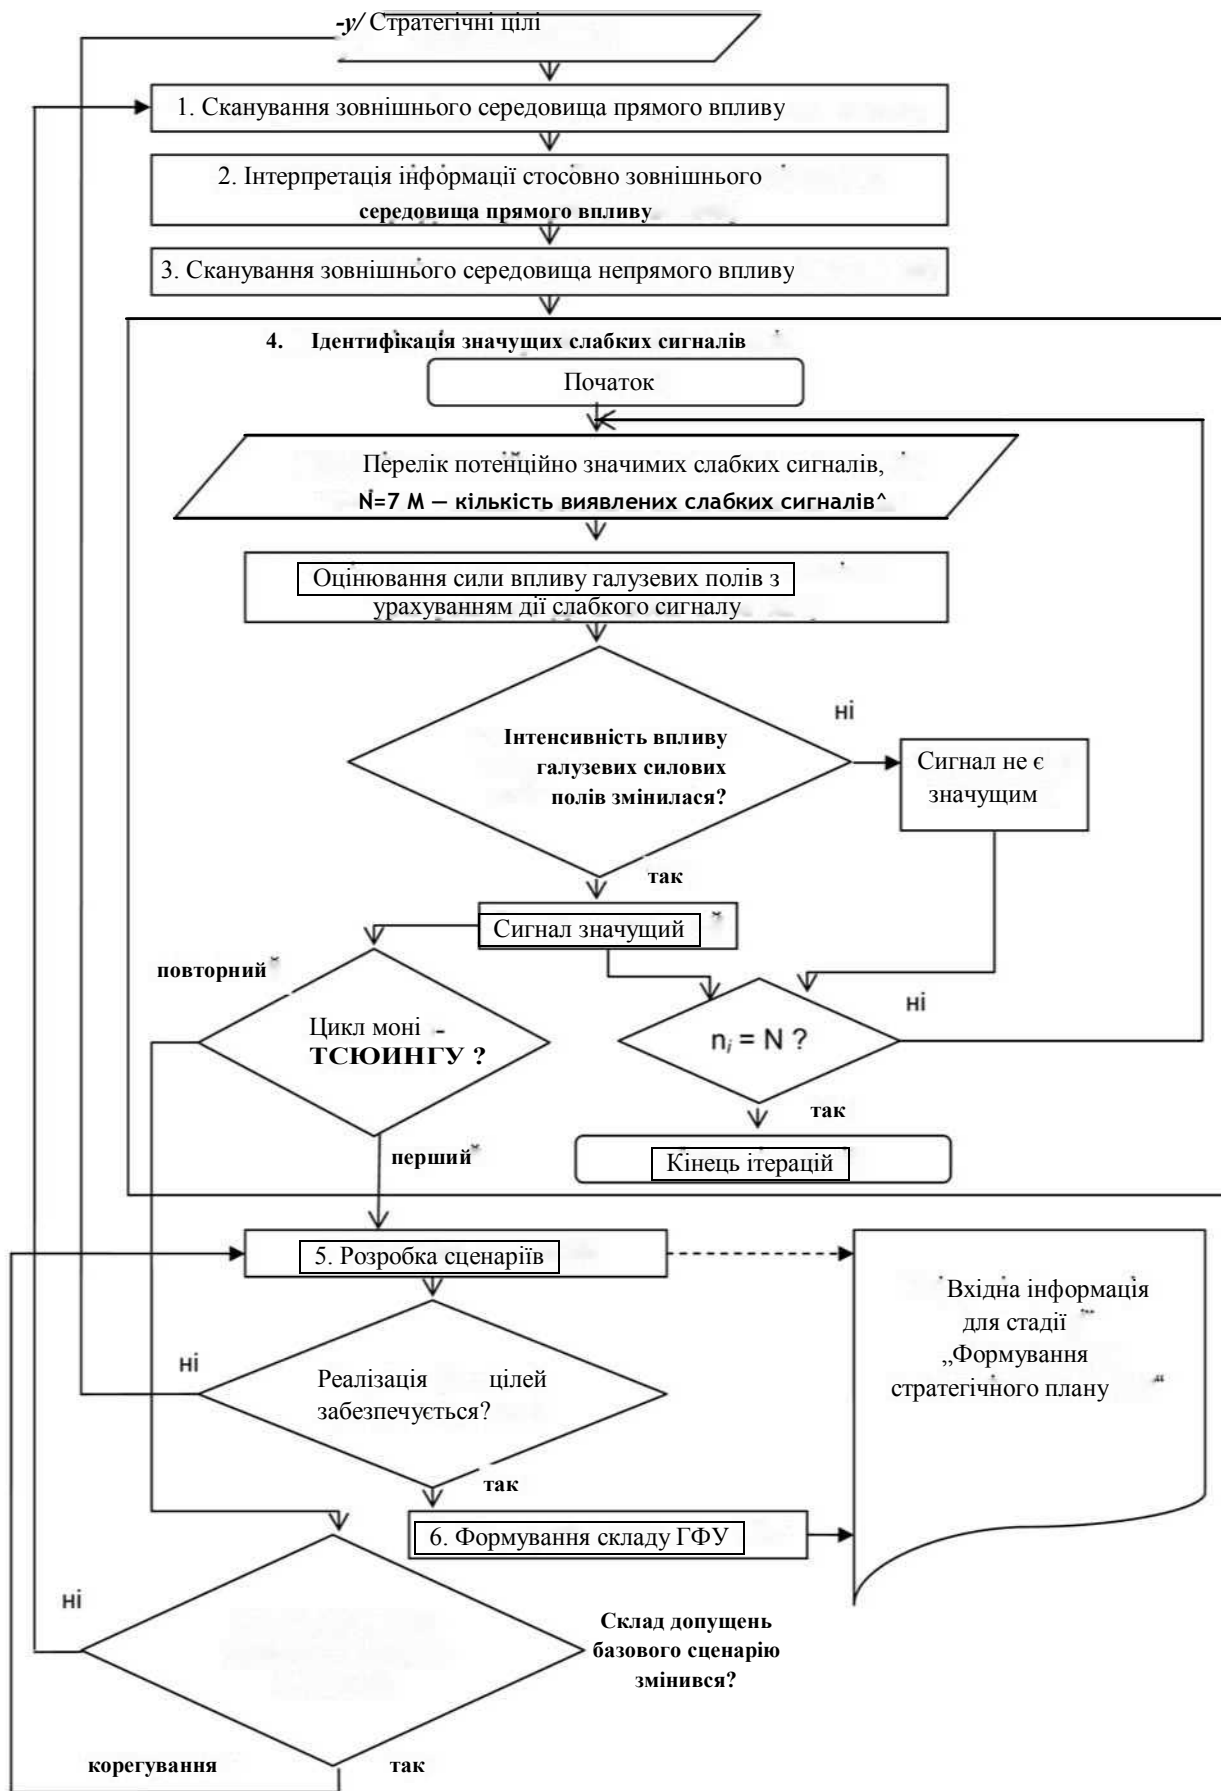 -у/ Стратегічні цілі
1. Сканування зовнішнього середовища прямого впливу
2. Інтерпретація інформації стосовно зовнішнього
середовища прямого впливу
3. Сканування зовнішнього середовища непрямого впливу
4. Ідентифікація значущих слабких сигналів
Початок
Перелік потенційно значимих слабких сигналів,
N=7 M — кількість виявлених слабких сигналів^
Оцінювання сили впливу галузевих полів з
урахуванням дії слабкого сигналу
ні
Інтенсивність впливу
галузевих силових
полів змінилася?
Сигнал не є
значущим
так
Сигнал значущий
повторний
Цикл моні -
ТСЮИНГУ ?
ні
n_i = N ?
так
перший
Кінець ітерацій
5. Розробка сценаріїв
Вхідна інформація
для стадії
„Формування
стратегічного плану “
ні
Реалізація цілей
забезпечується?
так
6. Формування складу ГФУ
ні
Склад допущень
базового сценарію
змінився?
корегування
так